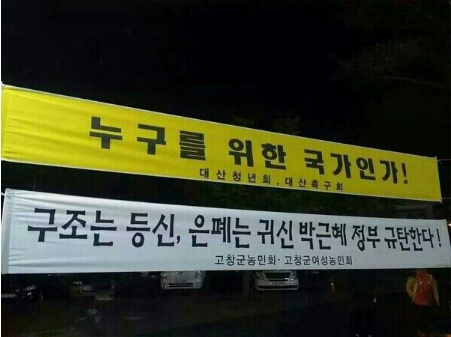 누구를 위한 국가인가!
대산청년회, 대산축구회
구조는 등신, 은폐는 귀신 박근혜 정부 규탄한다!
고창군농민회·고창군여성농민회